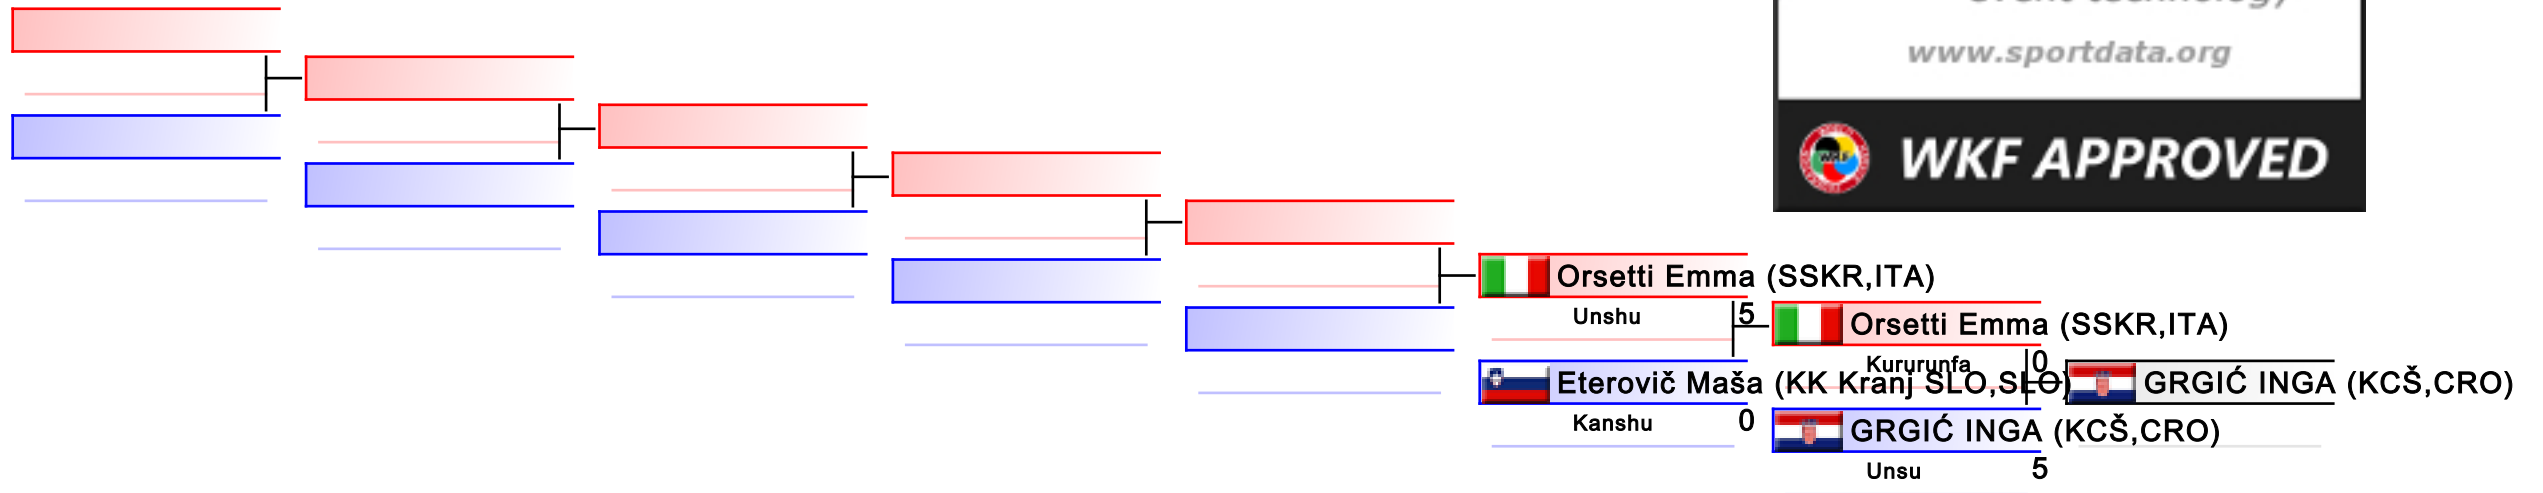 www.sportdata.org
WKF APPROVED
Orsetti Emma (SSKR,ITA)
Unshu
5
Eterovič Maša (KK Kranj SLO,SLO)
Kanshu
0
Orsetti Emma (SSKR,ITA)
Kururunfa
0
GRGIĆ INGA (KCŠ,CRO)
Unsu
5
GRGIĆ INGA (KCŠ,CRO)